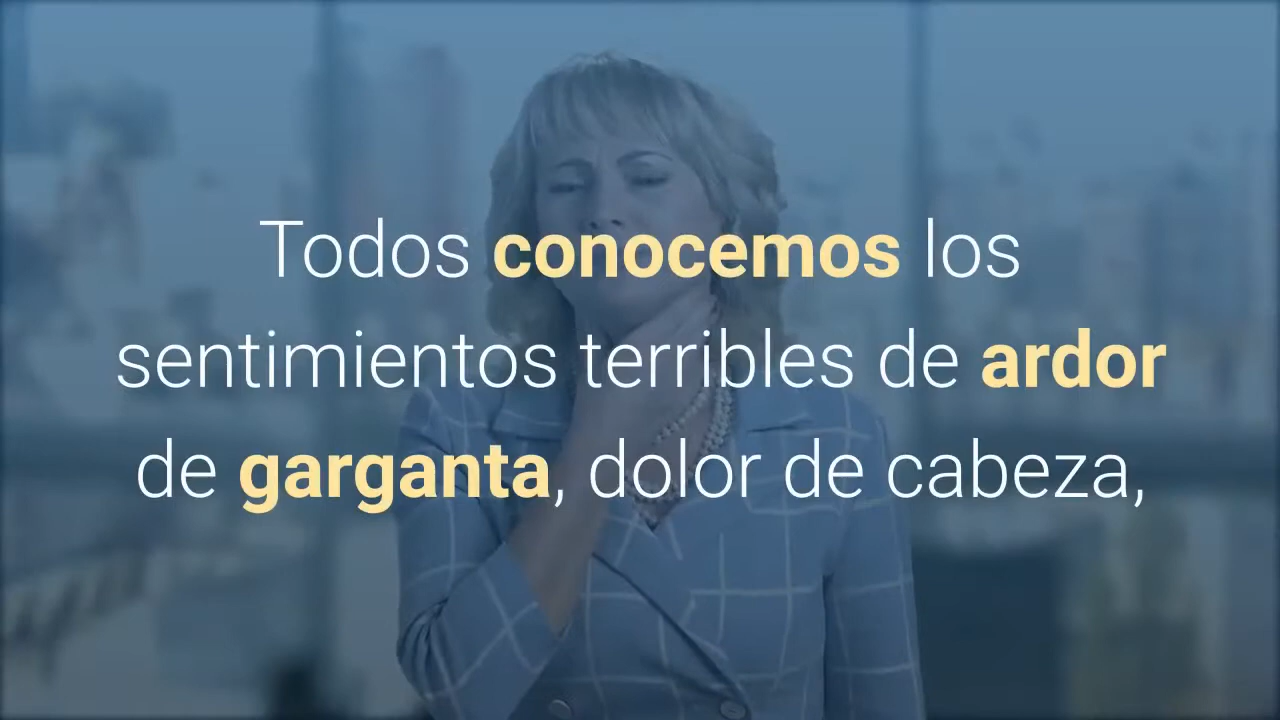 Todos conocemos los
sentimientos terribles de ardor
de garganta, dolor de cabeza,